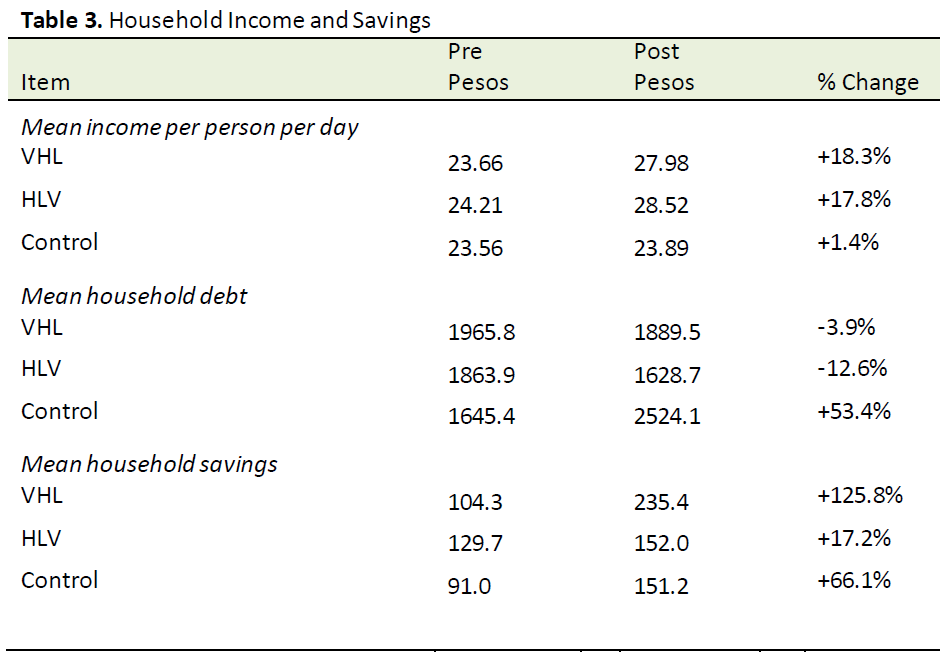 Table 3. Household Income and Savings
Pre Post
Item Pesos Pesos % Change
Mean income per person per day
VHL 23.66 27.98 +18.3%
HLV 24.21 28.52 +17.8%
Control 23.56 23.89 +1.4%
Mean household debt
VHL 1965.8 1889.5 -3.9%
HLV 1863.9 1628.7 -12.6%
Control 1645.4 2524.1 +53.4%
Mean household savings
VHL 104.3 235.4 +125.8%
HLV 129.7 152.0 +17.2%
Control 91.0 151.2 +66.1%